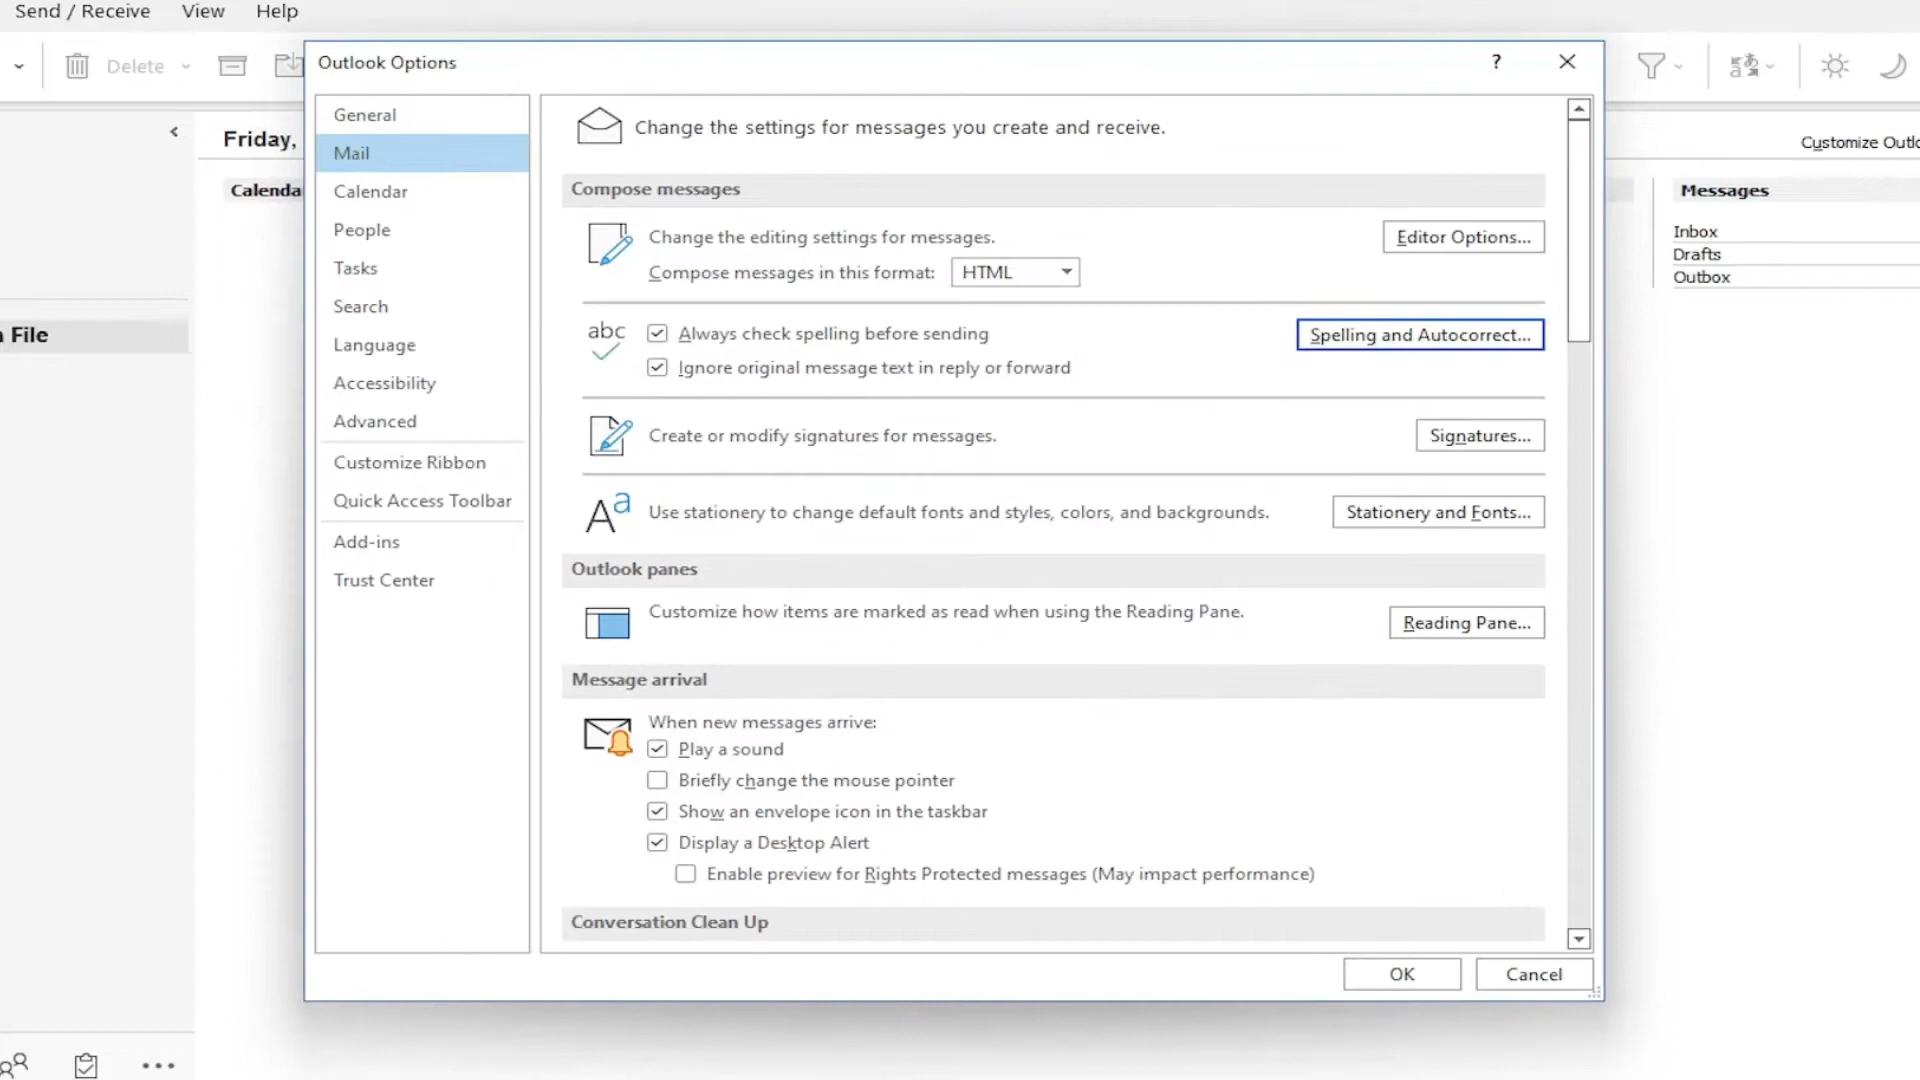 Send / Receive View Help
Delete
Outlook Options ?
Friday,
Customize Outlo
Calenda
Messages
Inbox
Drafts
Outbox
File
General
Mail
Calendar
People
Tasks
Search
Language
Accessibility
Advanced
Customize Ribbon
Quick Access Toolbar
Add-ins
Trust Center
Change the settings for messages you create and receive.
Compose messages
Change the editing settings for messages.
Editor Options...
Compose messages in this format: HTML
abc
Always check spelling before sending
Spelling and Autocorrect...
Ignore original message text in reply or forward
Create or modify signatures for messages.
Signatures...
Aa Use stationery to change default fonts and styles, colors, and backgrounds.
Stationery and Fonts...
Outlook panes
Customize how items are marked as read when using the Reading Pane.
Reading Pane...
Message arrival
When new messages arrive:
Play a sound
Briefly change the mouse pointer
Show an envelope icon in the taskbar
Display a Desktop Alert
Enable preview for Rights Protected messages (May impact performance)
Conversation Clean Up
OK Cancel